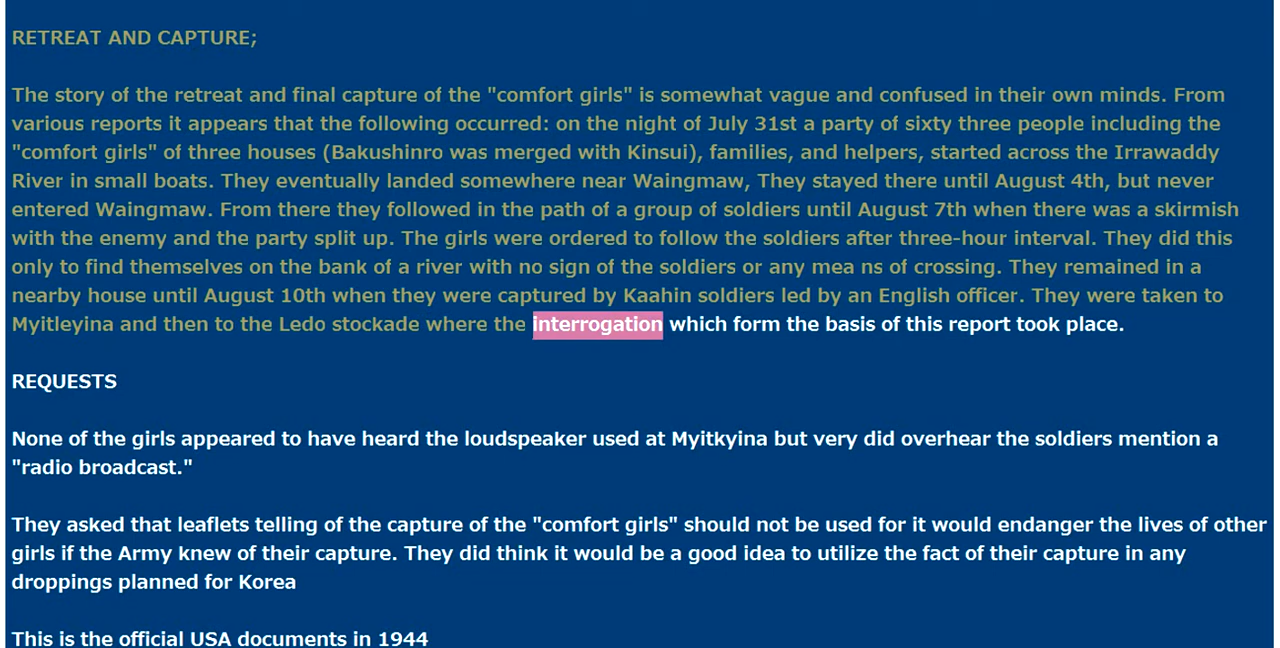 RETREAT AND CAPTURE;
The story of the retreat and final capture of the "comfort girls" is somewhat vague and confused in their own minds. From
various reports it appears that the following occurred: on the night of July 31st a party of sixty three people including the
"comfort girls" of three houses (Bakushinro was merged with Kinsui), families, and helpers, started across the Irrawaddy
River in small boats. They eventually landed somewhere near Waingmaw, They stayed there until August 4th, but never
entered Waingmaw. From there they followed in the path of a group of soldiers until August 7th when there was a skirmish
with the enemy and the party split up. The girls were ordered to follow the soldiers after three-hour interval. They did this
only to find themselves on the bank of a river with no sign of the soldiers or any mea ns of crossing. They remained in a
nearby house until August 10th when they were captured by Kaahin soldiers led by an English officer. They were taken to
Myitleyina and then to the Ledo stockade where the interrogation which form the basis of this report took place.
REQUESTS
None of the girls appeared to have heard the loudspeaker used at Myitkyina but very did overhear the soldiers mention a
"radio broadcast."
They asked that leaflets telling of the capture of the "comfort girls" should not be used for it would endanger the lives of other
girls if the Army knew of their capture. They did think it would be a good idea to utilize the fact of their capture in any
droppings planned for Korea
This is the official USA documents in 1944